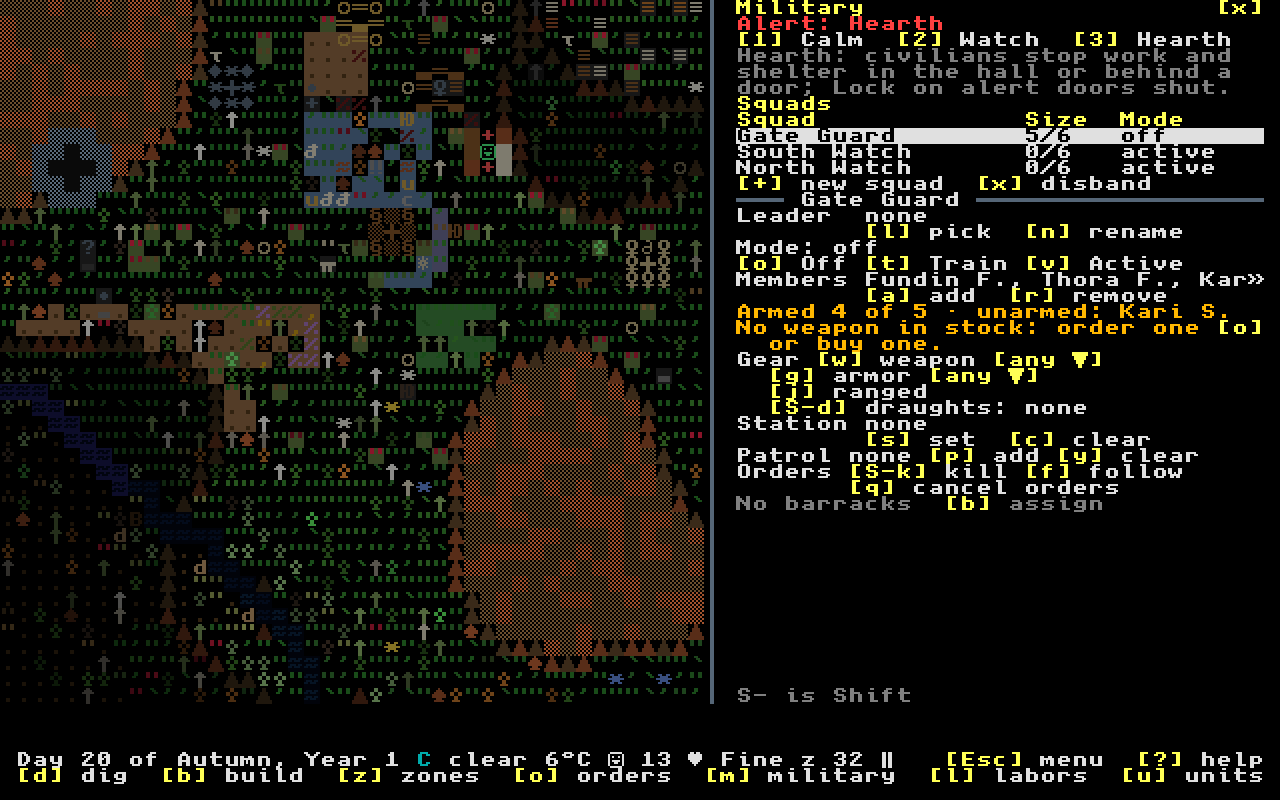 Military [x]
Alert: Hearth
[1] Calm [2] Watch [3] Hearth
Hearth: civilians stop work and
shelter in the hall or behind a
door; Lock on alert doors shut.
Squads
Squad Size Mode
Gate Guard 5/6 off
South Watch 0/6 active
North Watch 0/6 active
[+] new squad [x] disband
Gate Guard
Leader none
[l] pick [n] rename
Mode: off
[o] Off [t] Train [v] Active
Members Fundin F., Thora F., Kar»
[a] add [r] remove
Armed 4 of 5 · unarmed: Kari S.
No weapon in stock: order one [o]
or buy one.
Gear [w] weapon [any ▼]
[g] armor [any ▼]
[j] ranged
[S-d] draughts: none
Station none
[s] set [c] clear
Patrol none [p] add [y] clear
Orders [S-k] kill [f] follow
[q] cancel orders
No barracks [b] assign
S- is Shift
Day 20 of Autumn, Year 1 C clear 6°C ☺ 13 ♥ Fine z 32 ‖ [Esc] menu [?] help
[d] dig [b] build [z] zones [o] orders [m] military [l] labors [u] units